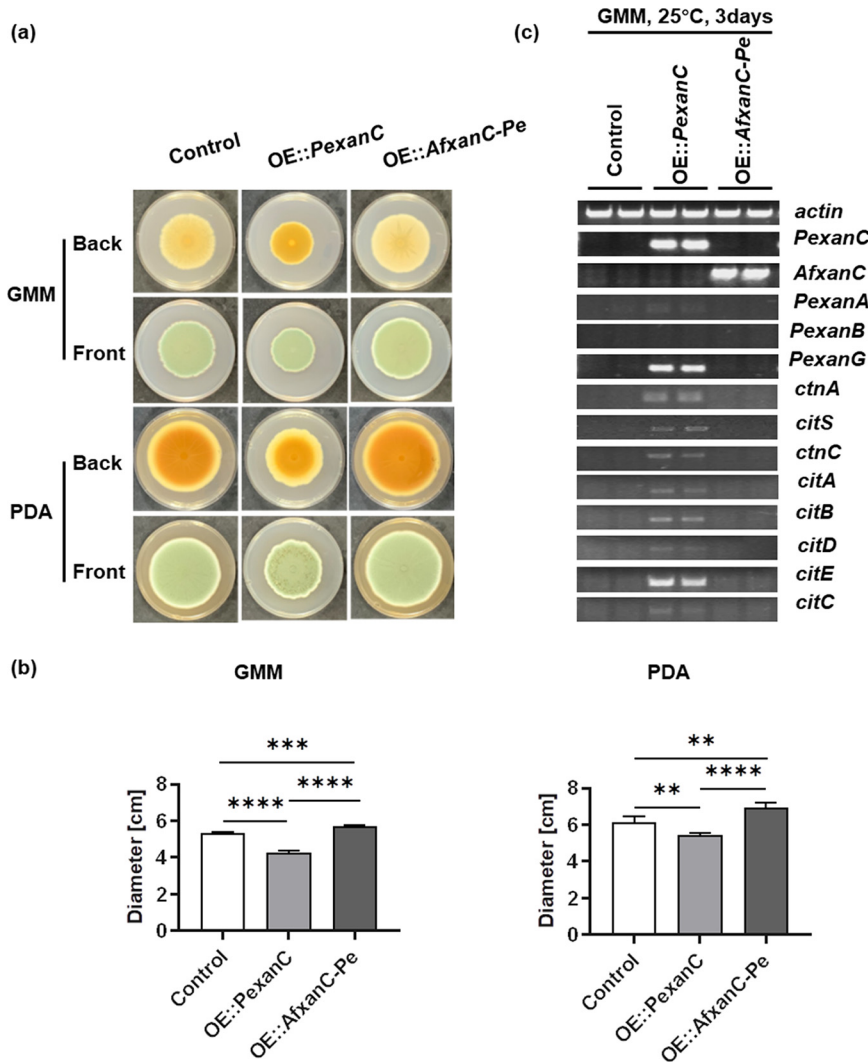 (a)
Control
OE::PexanC
OE::AfxanC-Pe
GMM
Back
Front
PDA
Back
Front
(c)
GMM, 25°C, 3days
Control
OE::PexanC
OE::AfxanC-Pe
actin
PexanC
AfxanC
PexanA
PexanB
PexanG
ctnA
citS
ctnC
citA
citB
citD
citE
citC
(b)
GMM
***
****
****
Diameter [cm]
8
6
4
2
0
Control
OE::PexanC
OE::AfxanC-Pe
PDA
**
**
****
Diameter [cm]
8
6
4
2
0
Control
OE::PexanC
OE::AfxanC-Pe